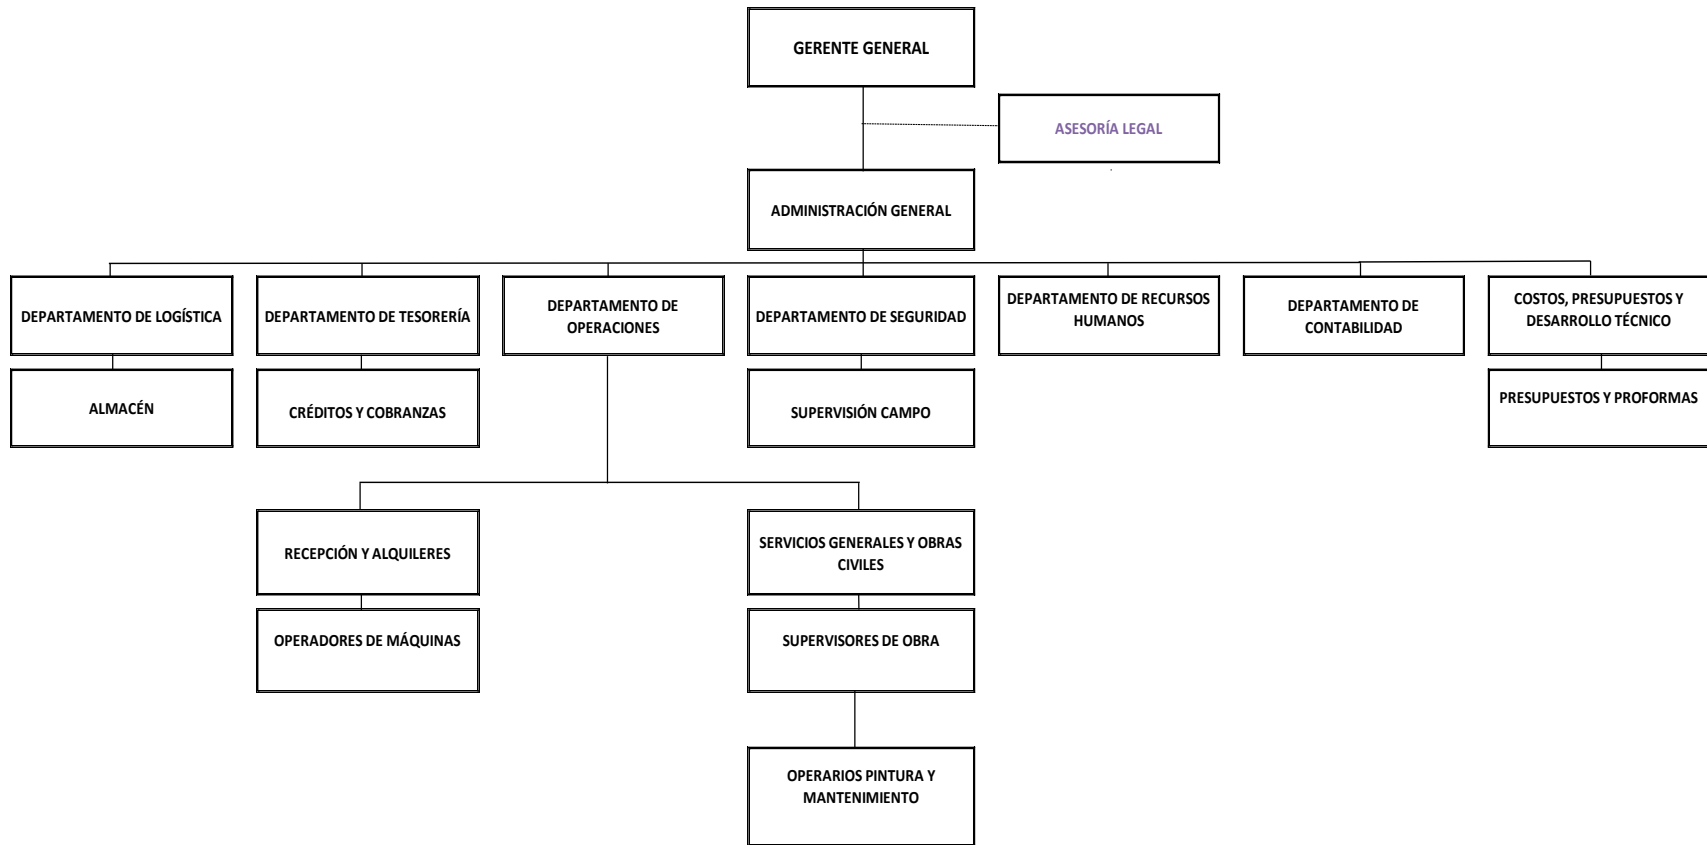 GERENTE GENERAL
ASESORÍA LEGAL
ADMINISTRACIÓN GENERAL
DEPARTAMENTO DE LOGÍSTICA
DEPARTAMENTO DE TESORERÍA
DEPARTAMENTO DE
OPERACIONES
DEPARTAMENTO DE SEGURIDAD
DEPARTAMENTO DE RECURSOS
HUMANOS
DEPARTAMENTO DE
CONTABILIDAD
COSTOS, PRESUPUESTOS Y
DESARROLLO TÉCNICO
ALMACÉN
CRÉDITOS Y COBRANZAS
SUPERVISIÓN CAMPO
PRESUPUESTOS Y PROFORMAS
RECEPCIÓN Y ALQUILERES
SERVICIOS GENERALES Y OBRAS
CIVILES
OPERADORES DE MÁQUINAS
SUPERVISORES DE OBRA
OPERARIOS PINTURA Y
MANTENIMIENTO